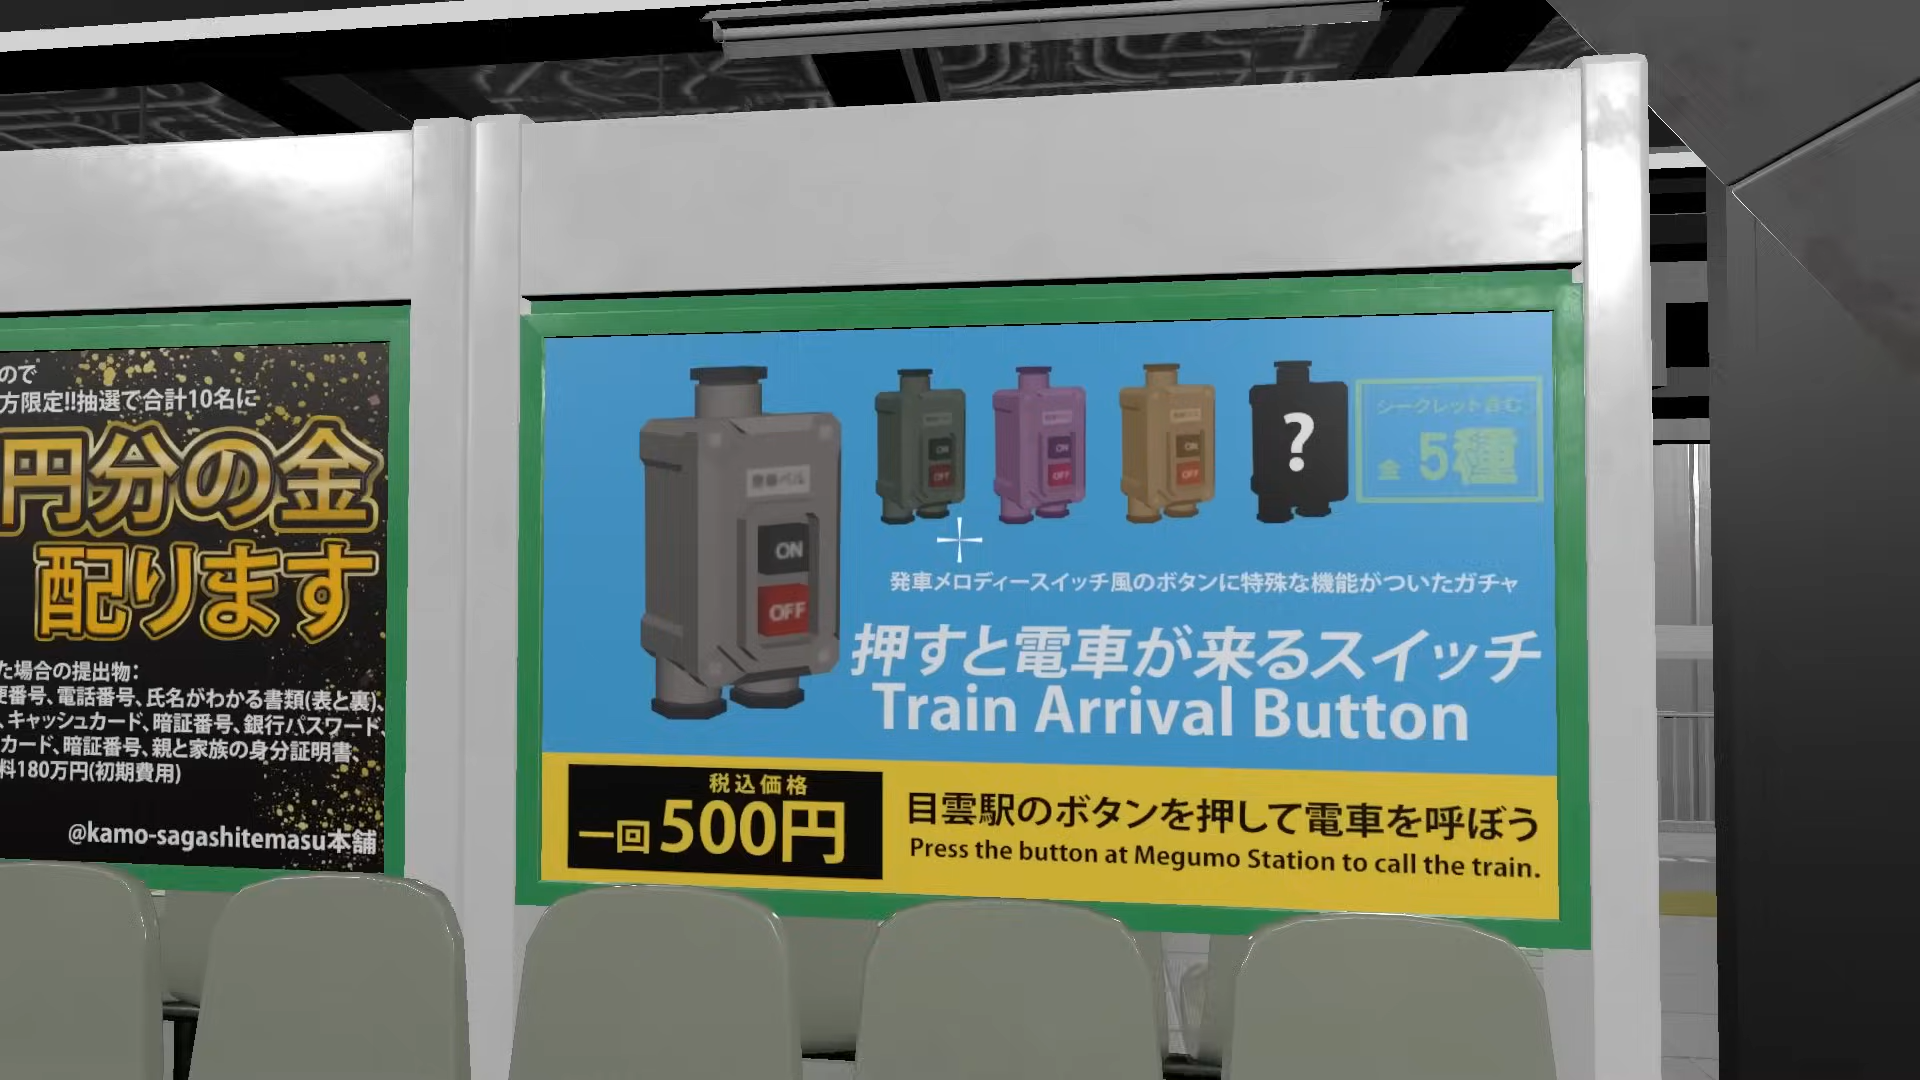 ので
方限定!!抽選で合計10名に
円分の金
配ります
た場合の提出物:
便番号、電話番号、氏名がわかる書類(表と裏)、
、キャッシュカード、暗証番号、銀行パスワード、
カード、暗証番号、親と家族の身分証明書、
料180万円(初期費用)
@kamo-sagashitemasu本舗
発車ベル
ON
OFF
ON
OFF
ON
OFF
ON
OFF
?
シークレット含む
全5種
発車メロディースイッチ風のボタンに特殊な機能がついたガチャ
押すと電車が来るスイッチ
Train Arrival Button
税込価格
一回500円
目雲駅のボタンを押して電車を呼ぼう
Press the button at Megumo Station to call the train.